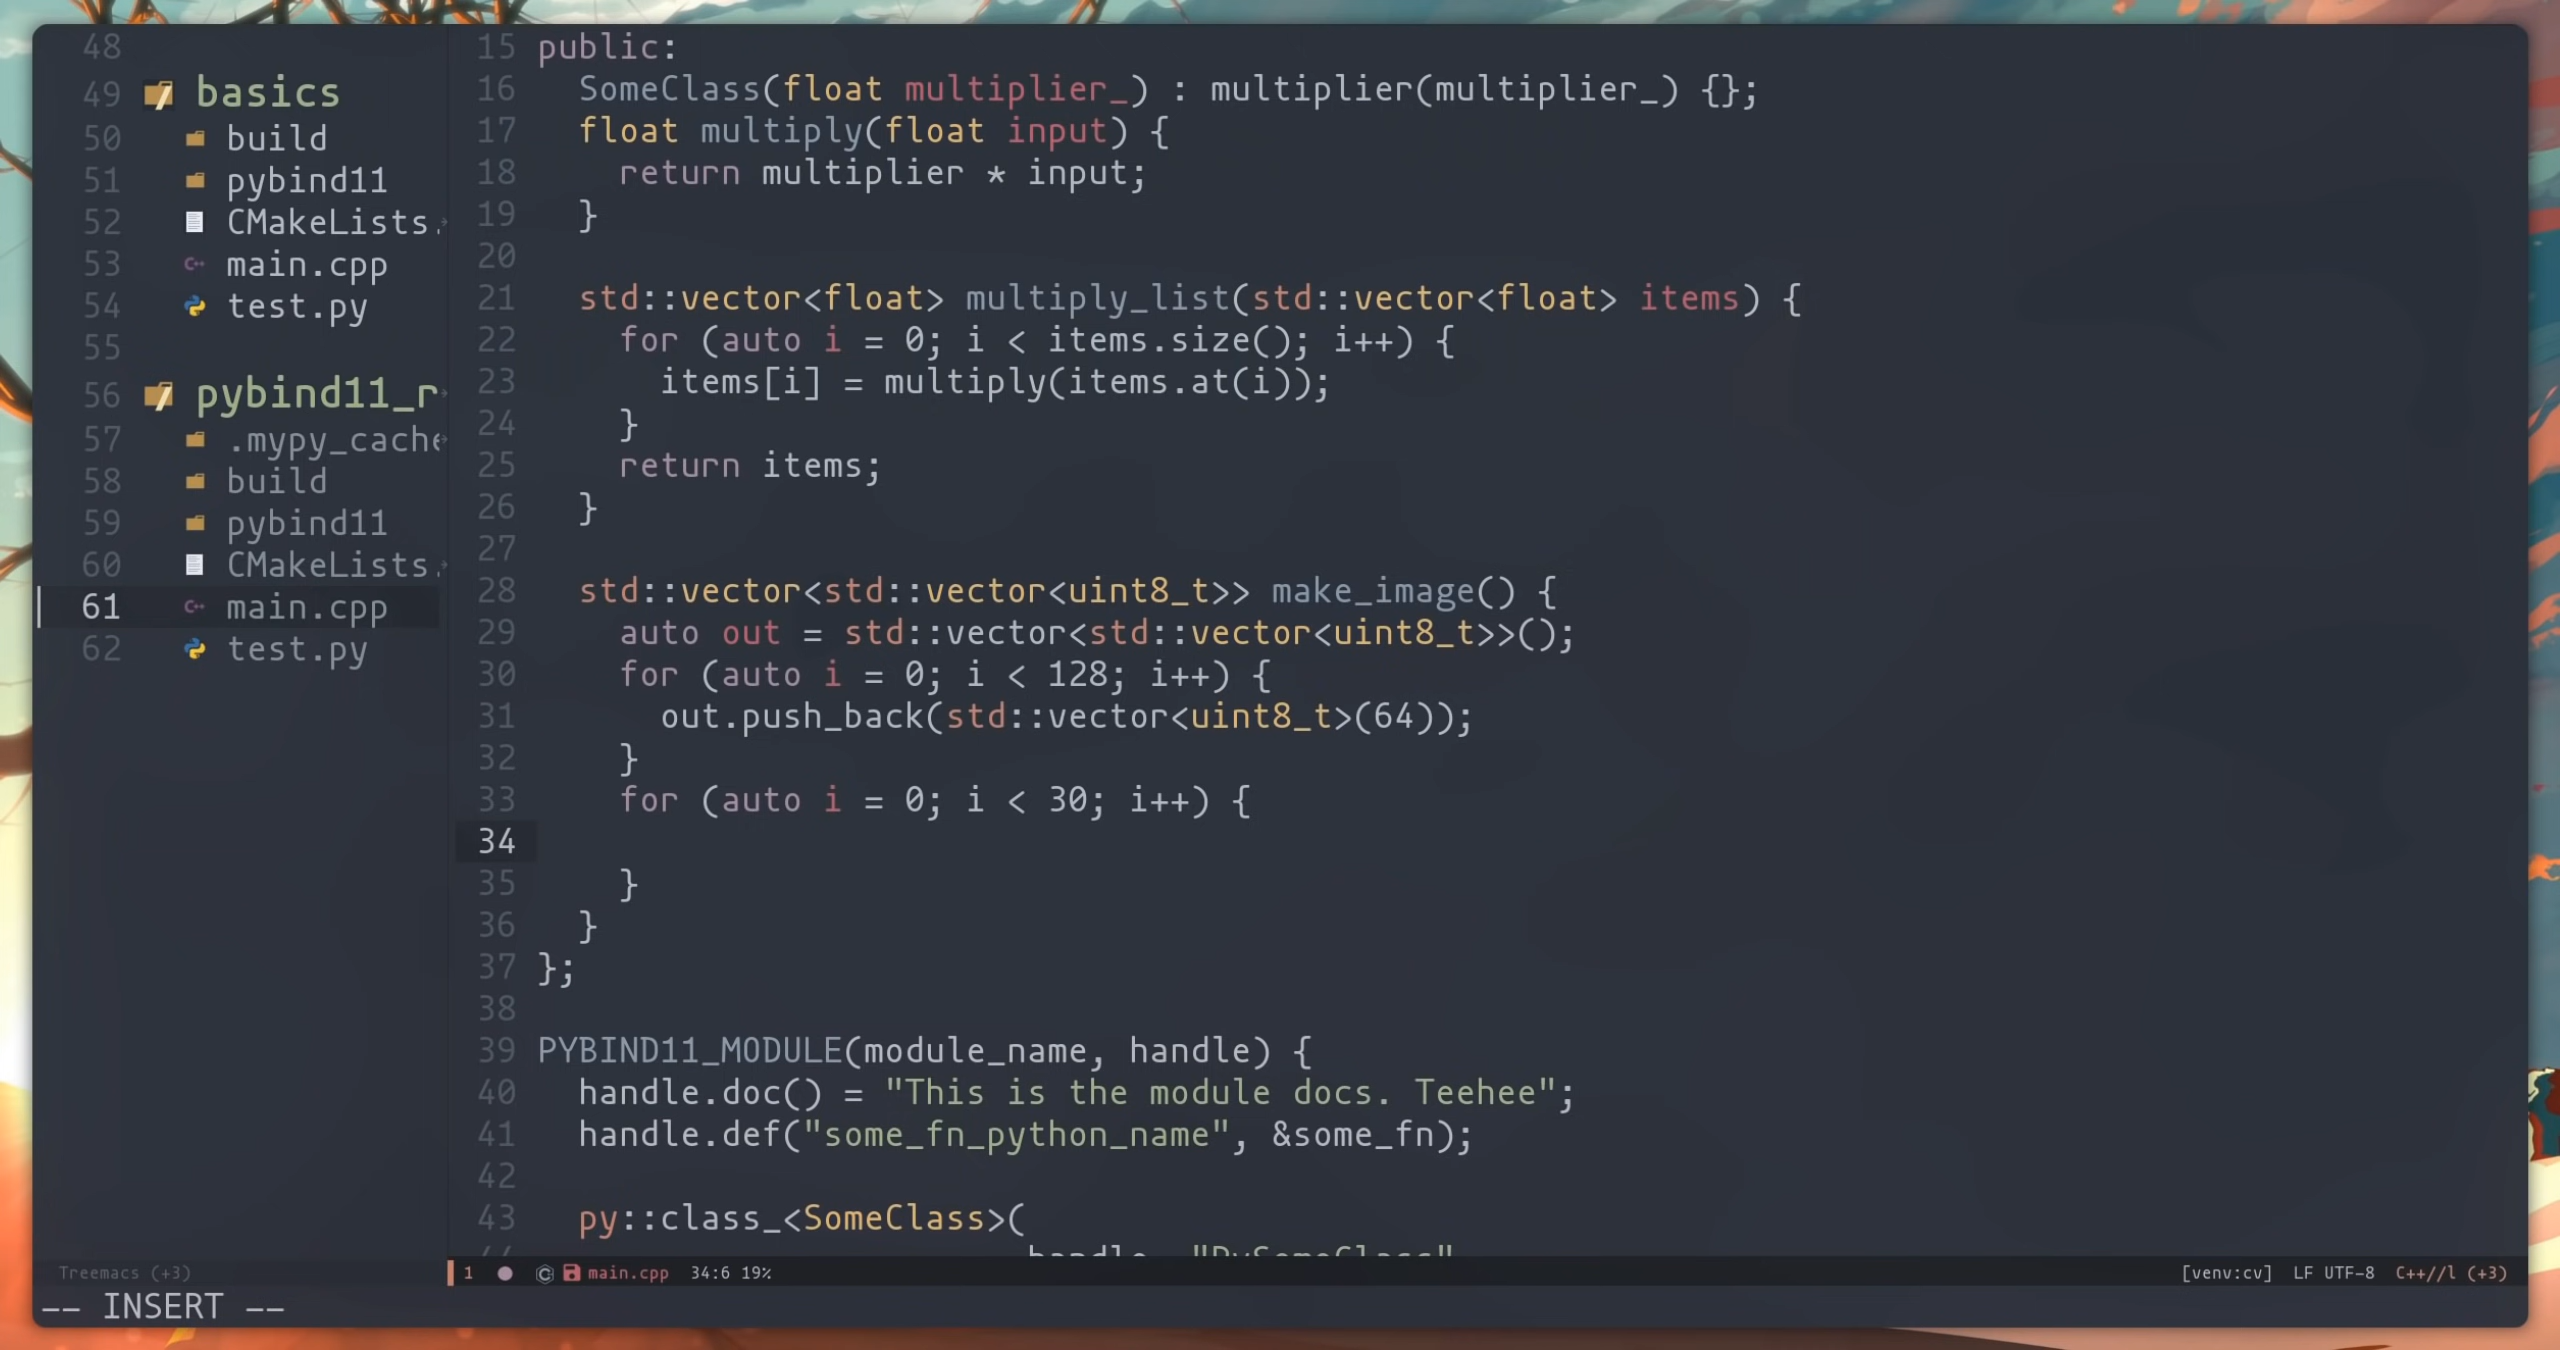 48
49 basics
50 build
51 pybind11
52 CMakeLists.
53 main.cpp
54 test.py
55
56 pybind11_r
57 .mypy_cache
58 build
59 pybind11
60 CMakeLists.
61 main.cpp
62 test.py
Treemacs (+3)
15 public:
16   SomeClass(float multiplier_) : multiplier(multiplier_) {};
17   float multiply(float input) {
18     return multiplier * input;
19   }
20
21   std::vector<float> multiply_list(std::vector<float> items) {
22     for (auto i = 0; i < items.size(); i++) {
23       items[i] = multiply(items.at(i));
24     }
25     return items;
26   }
27
28   std::vector<std::vector<uint8_t>> make_image() {
29     auto out = std::vector<std::vector<uint8_t>>();
30     for (auto i = 0; i < 128; i++) {
31       out.push_back(std::vector<uint8_t>(64));
32     }
33     for (auto i = 0; i < 30; i++) {
34
35     }
36   }
37 };
38
39 PYBIND11_MODULE(module_name, handle) {
40   handle.doc() = "This is the module docs. Teehee";
41   handle.def("some_fn_python_name", &some_fn);
42
43   py::class_<SomeClass>(
44 handle, "PySomeClass"
1 main.cpp 34:6 19% [venv:cv] LF UTF-8 C++//l (+3)
-- INSERT --